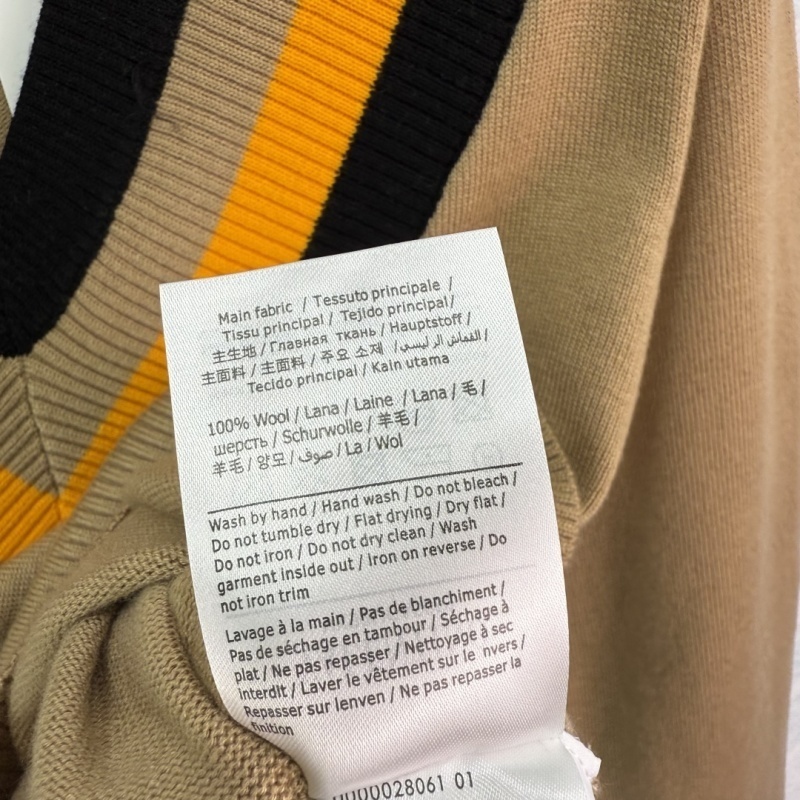 Main fabric / Tessuto principale /
Tissu principal / Tejido principal/
主生地 / Главная ткань / Hauptstoff /
主面料 / 主面料 / 주요 소재 /القماش الرئيسي /
Tecido principal / Kain utama
100% Wool / Lana / Laine / Lana / 毛 /
шерсть / Schurwolle / 羊毛 /
羊毛 / 양모 / صوف / La / Wol
Wash by hand / Hand wash / Do not bleach /
Do not tumble dry / Flat drying / Dry flat /
Do not iron / Do not dry clean / Wash
garment inside out / Iron on reverse / Do
not iron trim
Lavage à la main / Pas de blanchiment /
Pas de séchage en tambour / Séchage à
plat / Ne pas repasser / Nettoyage à sec
interdit / Laver le vêtement sur le nvers /
Repasser sur lenven / Ne pas repasser la
finition
0000028061 01